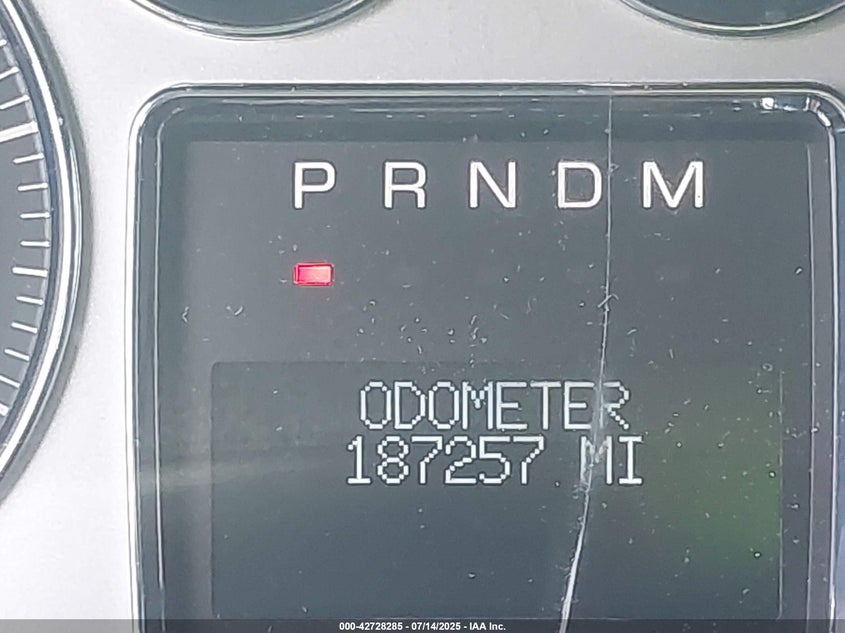 P R N D M
ODOMETER
187257 MI
000-42728285 - 07/14/2025 - IAA Inc.